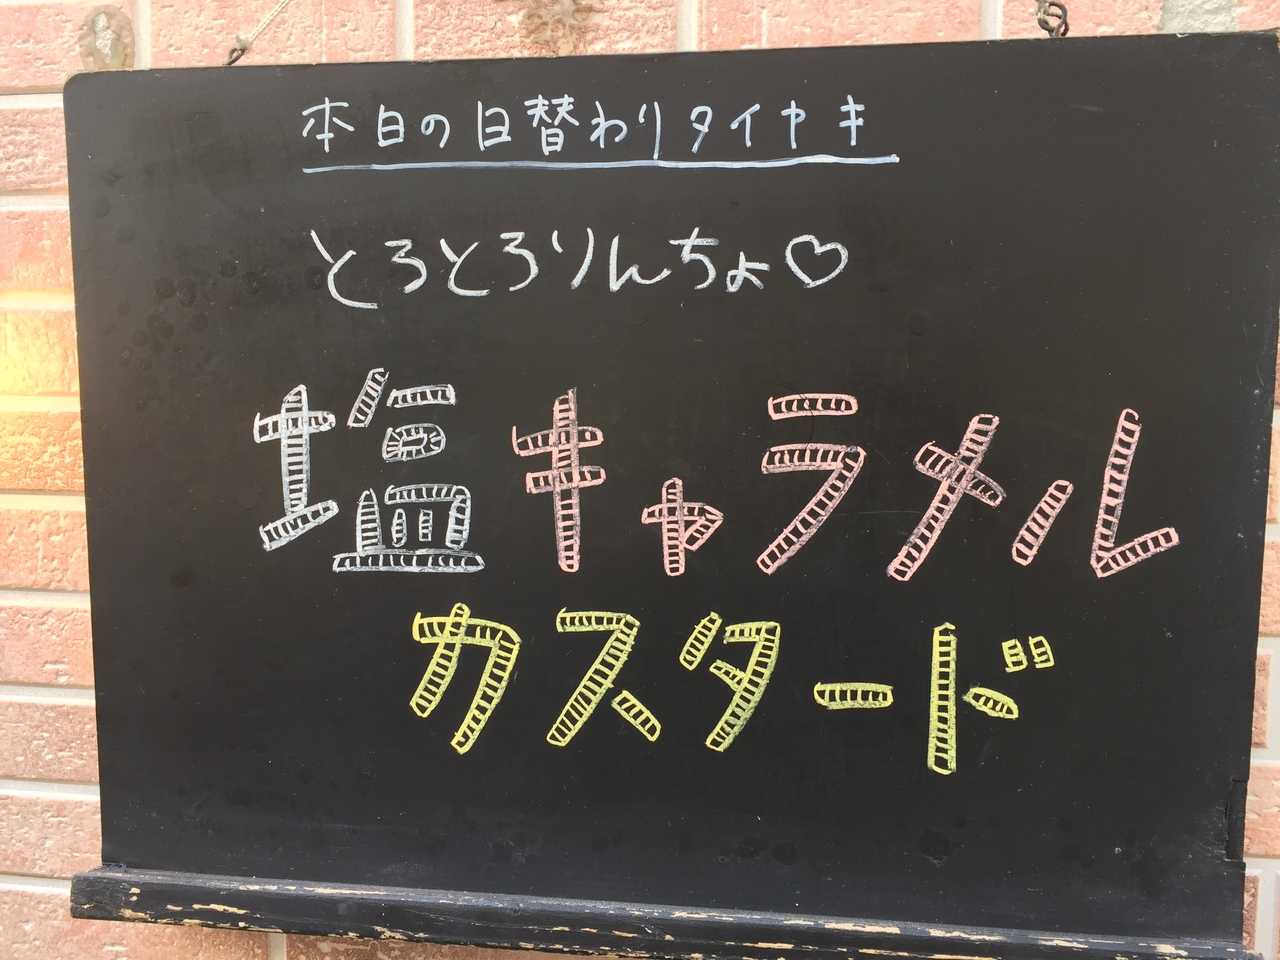 本日の日替わりタイヤキ
とろとろりんちょ♡
塩キャラメル
カスタード